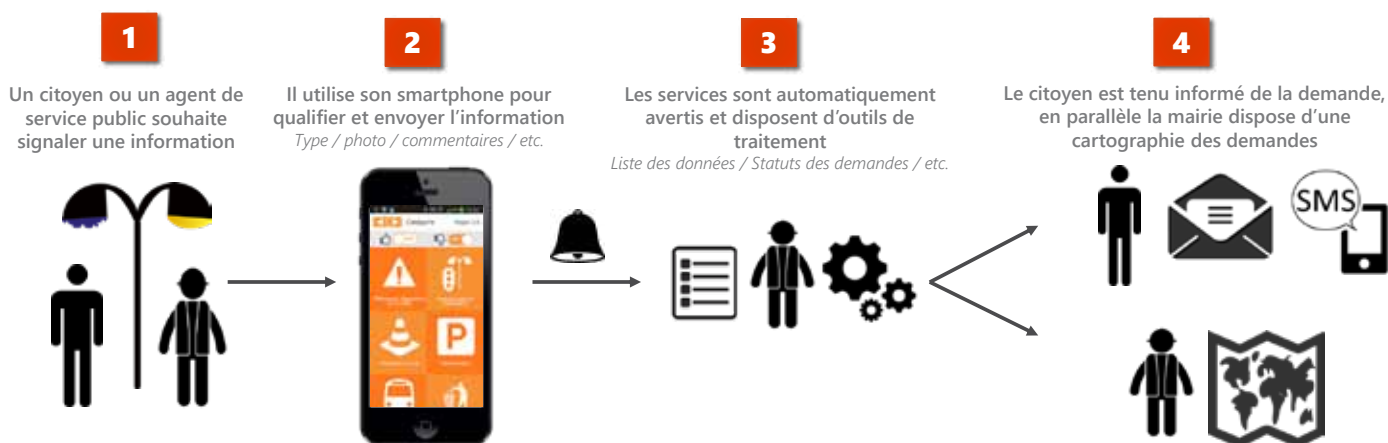 1
Un citoyen ou un agent de
service public souhaite
signaler une information
2
Il utilise son smartphone pour
qualifier et envoyer l'information
Type / photo / commentaires / etc.
3
Les services sont automatiquement
avertis et disposent d'outils de
traitement
Liste des données / Statuts des demandes / etc.
4
Le citoyen est tenu informé de la demande,
en parallèle la mairie dispose d'une
cartographie des demandes
P
SMS